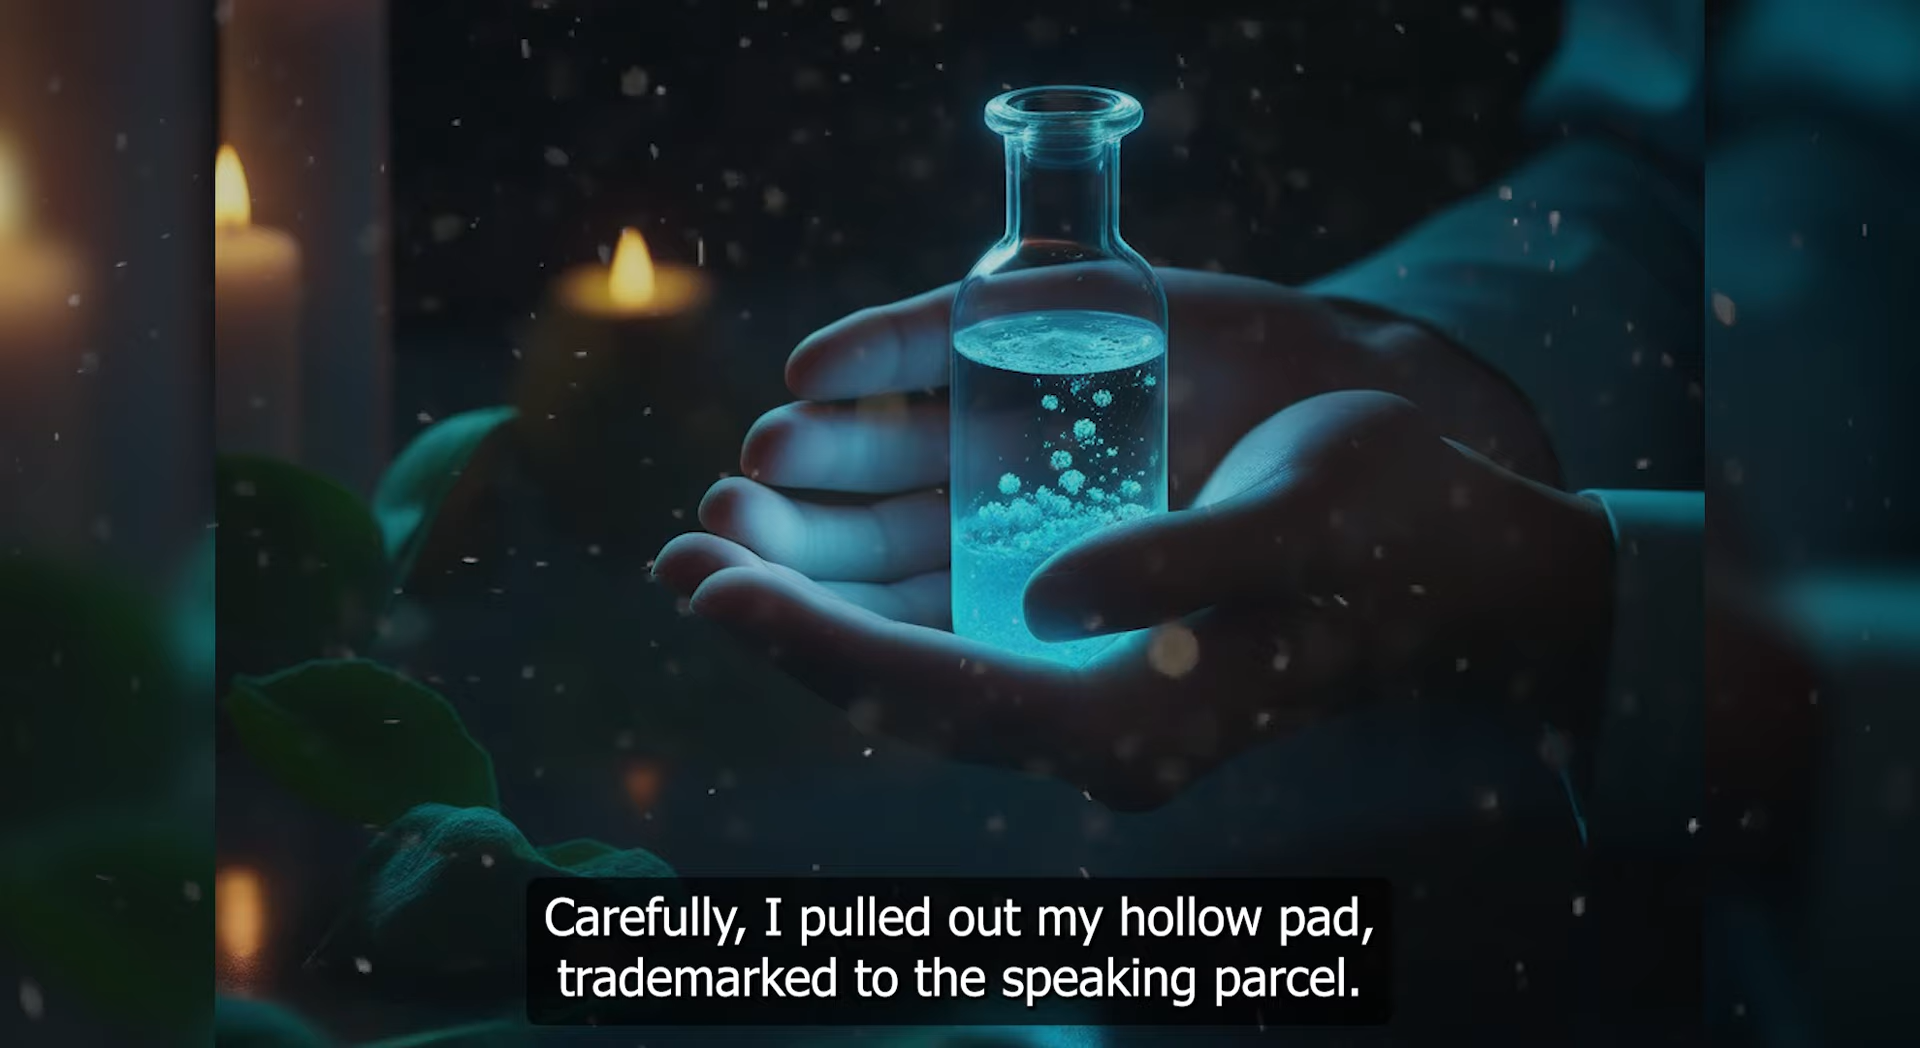 Carefully, I pulled out my hollow pad,
trademarked to the speaking parcel.